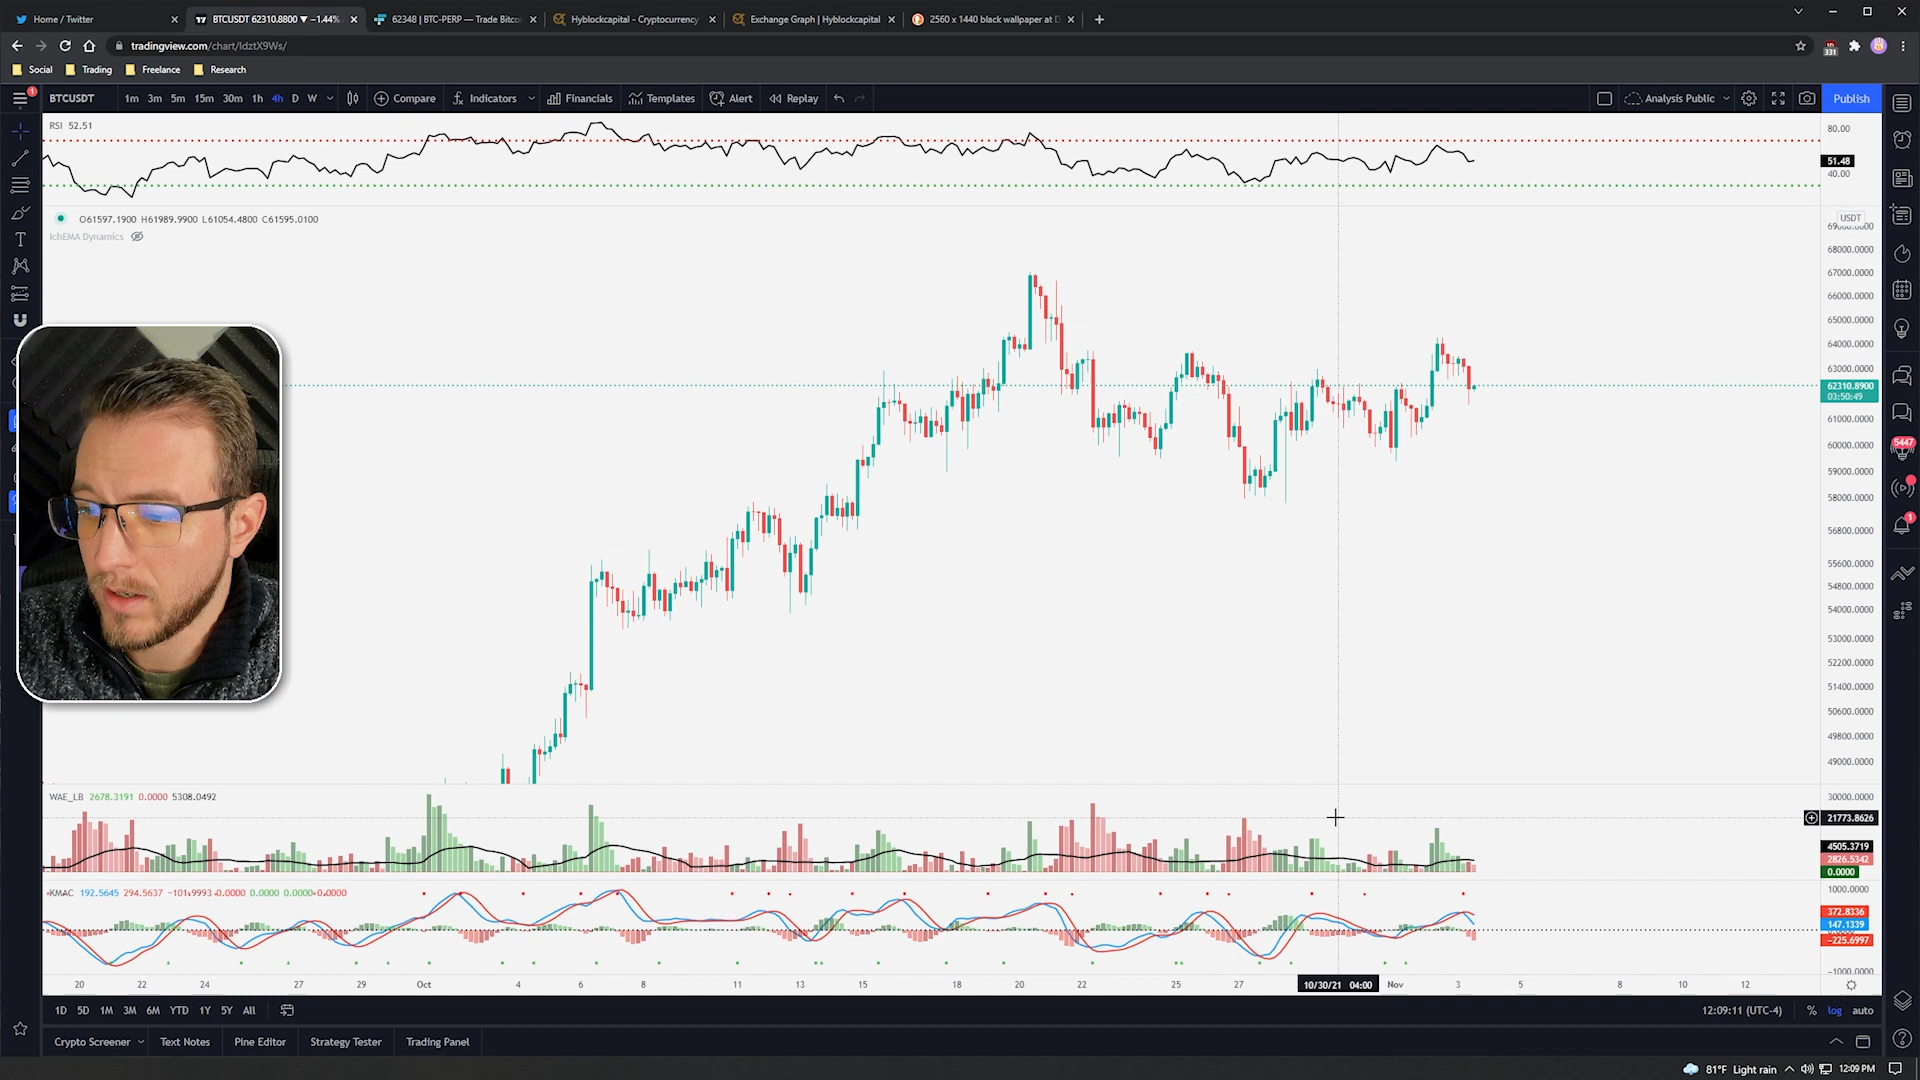 Home / Twitter
BTCUSDT 62310.8800 ▼ −1.44%
62348 | BTC-PERP — Trade Bitco
Hyblockcapital - Cryptocurrency
Exchange Graph | Hyblockcapital
2560 x 1440 black wallpaper at D
tradingview.com/chart/IdztX9Ws/
331
Social Trading Freelance Research
1
BTCUSDT 1m 3m 5m 15m 30m 1h 4h D W Compare Indicators Financials Templates Alert Replay Analysis Public Publish
RSI 52.51
80.00
51.48
40.00
O61597.1900 H61989.9900 L61054.4800 C61595.0100
USDT
IchEMA Dynamics
68000.0000
67000.0000
66000.0000
65000.0000
64000.0000
63000.0000
62310.8900
03:50:49
61000.0000
60000.0000
5447
59000.0000
58000.0000
1
56800.0000
55600.0000
54800.0000
54000.0000
53000.0000
52200.0000
51400.0000
50600.0000
49800.0000
49000.0000
WAE_LB 2678.3191 0.0000 5308.0492
30000.0000
21773.8626
4505.3719
2826.5342
0.0000
KMAC 192.5645 294.5637 −101.9993 0.0000 0.0000 0.0000 0.0000
1000.0000
372.8336
147.1339
−225.6997
−1000.0000
20 22 24 27 29 Oct 4 6 8 11 13 15 18 20 22 25 27 10/30/21 04:00 Nov 3 5 8 10 12
1D 5D 1M 3M 6M YTD 1Y 5Y All
12:09:11 (UTC-4) % log auto
Crypto Screener Text Notes Pine Editor Strategy Tester Trading Panel
81°F Light rain 12:09 PM